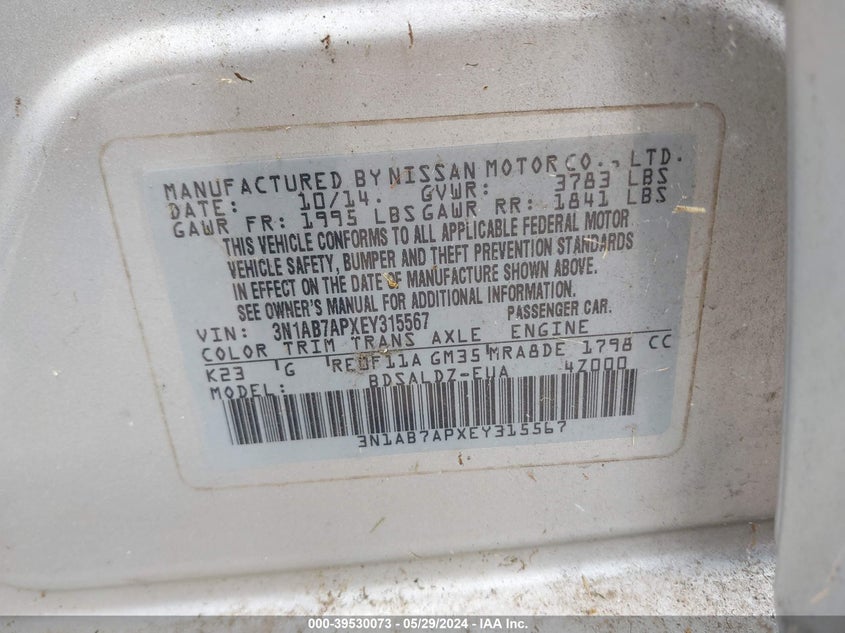 MANUFACTURED BY NISSAN MOTOR CO., LTD.
DATE: 10/14. GVWR: 3783 LBS
GAWR FR: 1995 LBS GAWR RR: 1841 LBS
THIS VEHICLE CONFORMS TO ALL APPLICABLE FEDERAL MOTOR
VEHICLE SAFETY, BUMPER AND THEFT PREVENTION STANDARDS
IN EFFECT ON THE DATE OF MANUFACTURE SHOWN ABOVE.
SEE OWNER'S MANUAL FOR ADDITIONAL INFORMATION.
VIN: 3N1AB7APXEY315567 PASSENGER CAR.
COLOR TRIM TRANS AXLE ENGINE
K23 'G 'RE0F11A GM35'MRA8DE 1798 CC
MODEL: BDSALDZ-EUA 4Z000
3N1AB7APXEY315567
000-39530073 - 05/29/2024 - IAA, Inc.